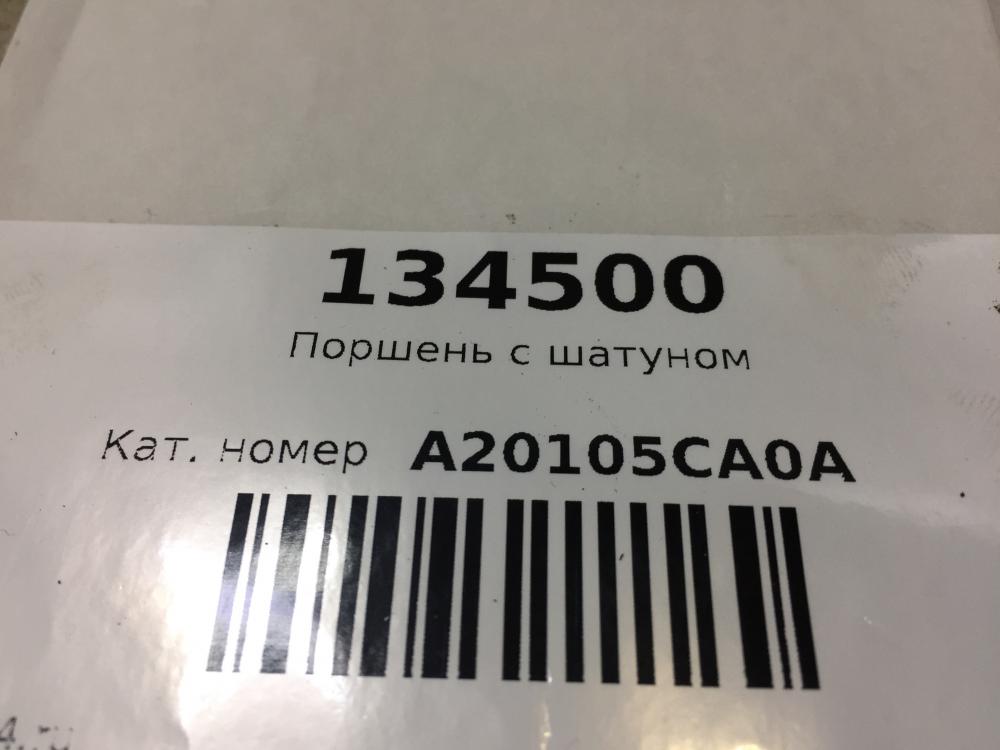 134500
Поршень с шатуном
Кат. номер A20105CA0A